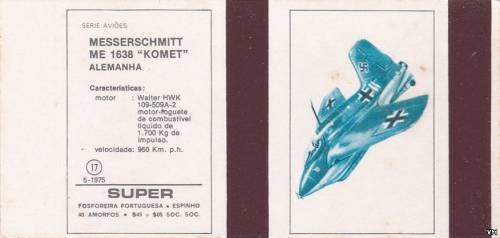 SÉRIE AVIÕES
MESSERSCHMITT
ME 1638 "KOMET"
ALEMANHA
Características:
motor : Walter HWK
109-509A-2
motor-foguete
de combustível
líquido de
1.700 Kg de
impulso.
velocidade: 960 Km. p.h.
17
5-1975
SUPER
FOSFOREIRA PORTUGUESA • ESPINHO
40 AMORFOS • $45 + $05 SOC. SOC.